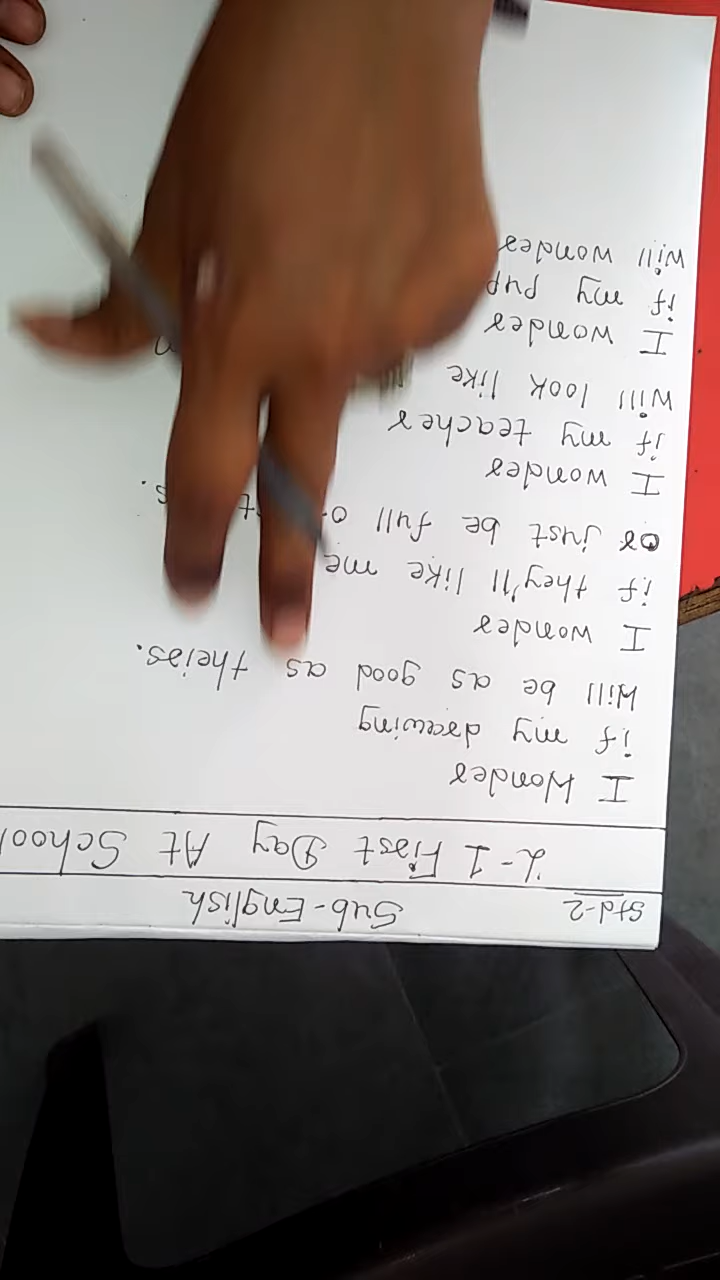 Std-2 Sub-English
L-1 First Day At School
I Wonder
if my drawing
Will be as good as theirs.
I wonder
if they'll like me
or just be full
I wonder
if my teacher
Will look like
I wonder
if my
will wonder